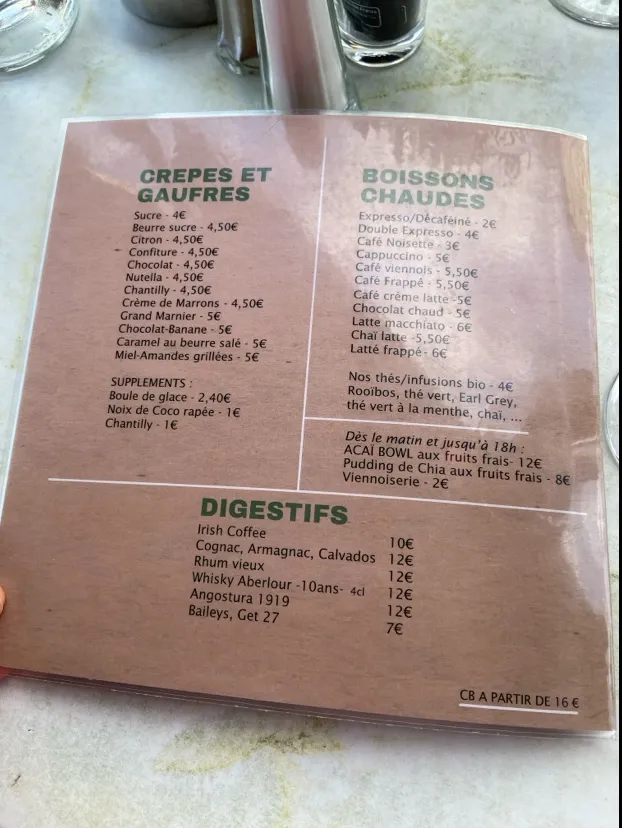 CREPES ET
GAUFRES
Sucre - 4€
Beurre sucre - 4,50€
Citron - 4,50€
Confiture - 4,50€
Chocolat - 4,50€
Nutella - 4,50€
Chantilly - 4,50€
Crème de Marrons - 4,50€
Grand Marnier - 5€
Chocolat-Banane - 5€
Caramel au beurre salé - 5€
Miel-Amandes grillées - 5€
SUPPLEMENTS :
Boule de glace - 2,40€
Noix de Coco rapée - 1€
Chantilly - 1€
BOISSONS
CHAUDES
Expresso/Décaféiné - 2€
Double Expresso - 4€
Café Noisette - 3€
Cappuccino - 5€
Café viennois - 5,50€
Café Frappé - 5,50€
Café crème latte -5€
Chocolat chaud - 5€
Latte macchiato - 6€
Chaï latte -5,50€
Latté frappé- 6€
Nos thés/infusions bio - 4€
Rooïbos, thé vert, Earl Grey,
thé vert à la menthe, chaï, ...
Dès le matin et jusqu'à 18h :
ACAÏ BOWL aux fruits frais- 12€
Pudding de Chia aux fruits frais - 8€
Viennoiserie - 2€
DIGESTIFS
Irish Coffee 10€
Cognac, Armagnac, Calvados 12€
Rhum vieux 12€
Whisky Aberlour -10ans- 4cl 12€
Angostura 1919 12€
Baileys, Get 27 7€
CB A PARTIR DE 16 €